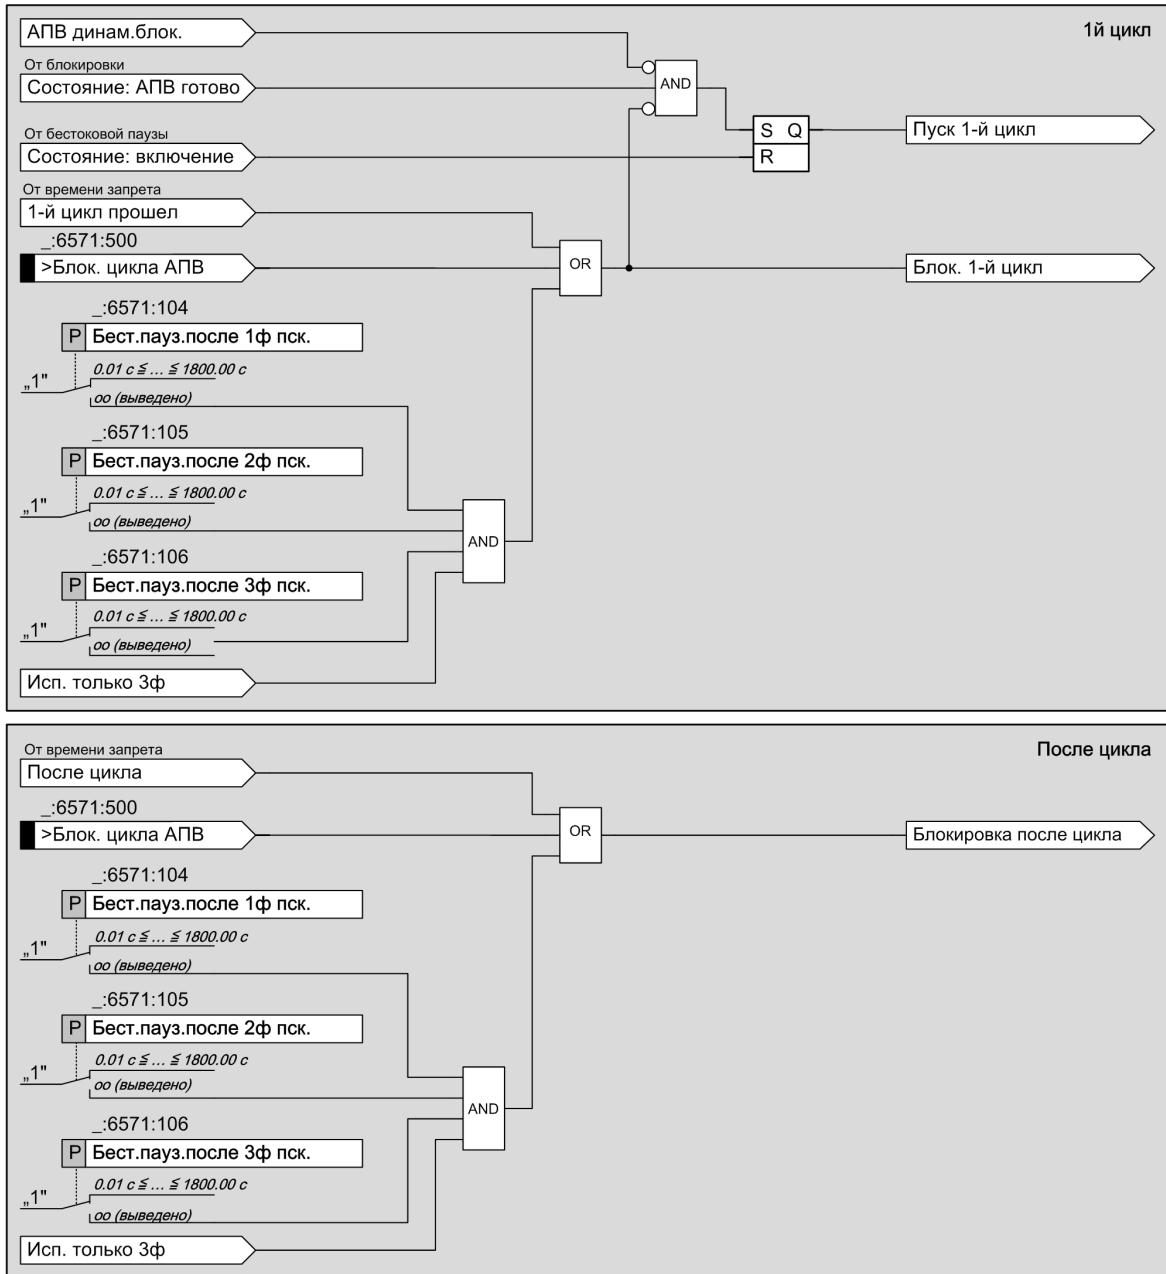 1й цикл
АПВ динам.блок.
От блокировки
Состояние: АПВ готово
AND
От бестоковой паузы
Состояние: включение
S Q
R
Пуск 1-й цикл
От времени запрета
1-й цикл прошел
_:6571:500
>Блок. цикла АПВ
OR
Блок. 1-й цикл
_:6571:104
P Бест.пауз.после 1ф пск.
0.01 с ≦ ... ≦ 1800.00 с
„1"
oo (выведено)
_:6571:105
P Бест.пауз.после 2ф пск.
0.01 с ≦ ... ≦ 1800.00 с
„1"
oo (выведено)
AND
_:6571:106
P Бест.пауз.после 3ф пск.
0.01 с ≦ ... ≦ 1800.00 с
„1"
oo (выведено)
Исп. только 3ф
После цикла
От времени запрета
После цикла
_:6571:500
>Блок. цикла АПВ
OR
Блокировка после цикла
_:6571:104
P Бест.пауз.после 1ф пск.
0.01 с ≦ ... ≦ 1800.00 с
„1"
oo (выведено)
_:6571:105
P Бест.пауз.после 2ф пск.
0.01 с ≦ ... ≦ 1800.00 с
„1"
oo (выведено)
AND
_:6571:106
P Бест.пауз.после 3ф пск.
0.01 с ≦ ... ≦ 1800.00 с
„1"
oo (выведено)
Исп. только 3ф